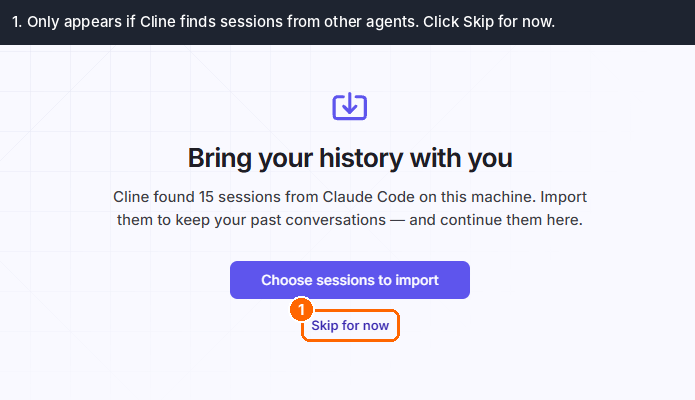 1. Only appears if Cline finds sessions from other agents. Click Skip for now.
Bring your history with you
Cline found 15 sessions from Claude Code on this machine. Import
them to keep your past conversations — and continue them here.
Choose sessions to import
1
Skip for now